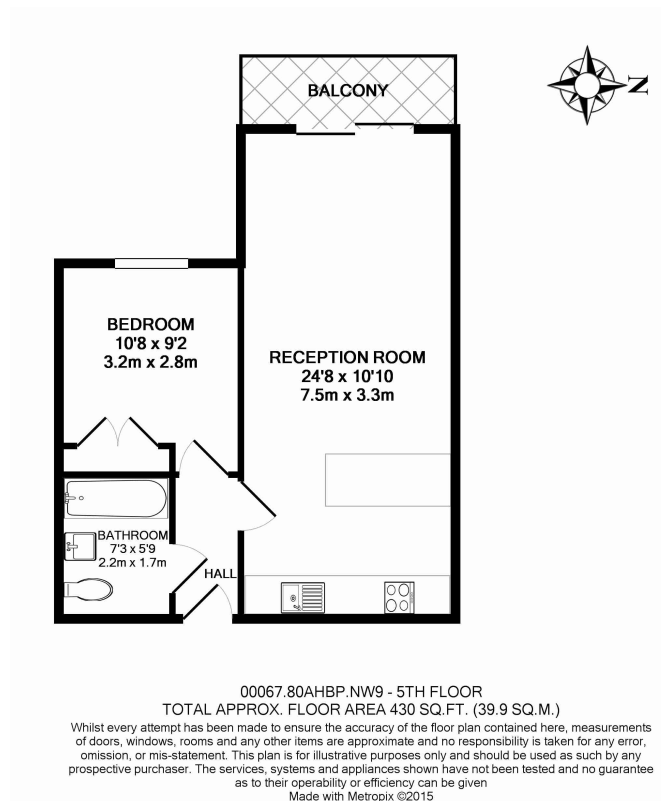 BALCONY
N
BEDROOM
10'8 x 9'2
3.2m x 2.8m
RECEPTION ROOM
24'8 x 10'10
7.5m x 3.3m
BATHROOM
7'3 x 5'9
2.2m x 1.7m
HALL
00067.80AHBP.NW9 - 5TH FLOOR
TOTAL APPROX. FLOOR AREA 430 SQ.FT. (39.9 SQ.M.)
Whilst every attempt has been made to ensure the accuracy of the floor plan contained here, measurements
of doors, windows, rooms and any other items are approximate and no responsibility is taken for any error,
omission, or mis-statement. This plan is for illustrative purposes only and should be used as such by any
prospective purchaser. The services, systems and appliances shown have not been tested and no guarantee
as to their operability or efficiency can be given
Made with Metropix ©2015